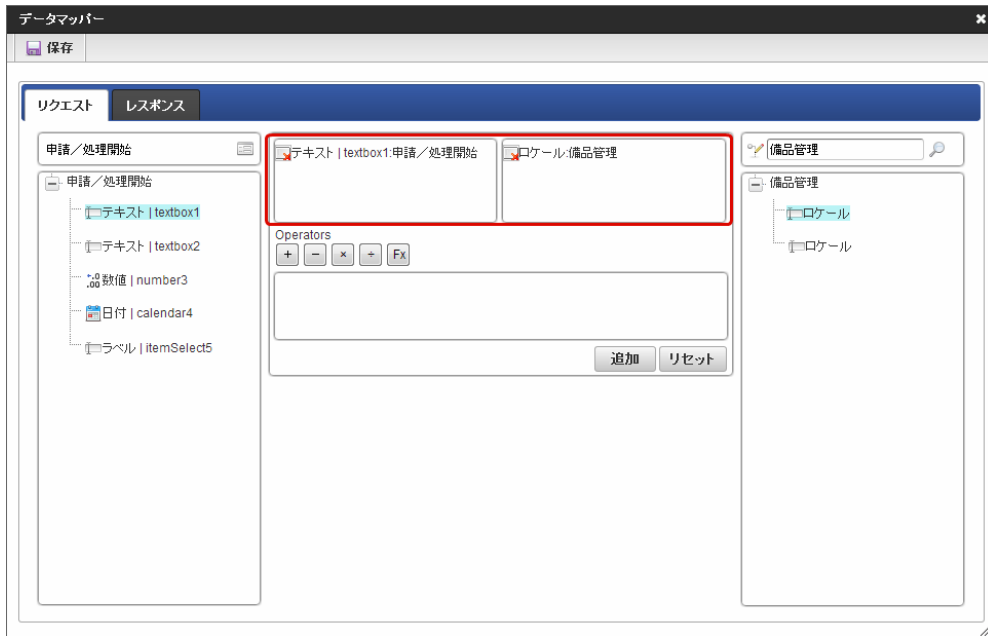 データマッパー
保存
リクエスト レスポンス
申請／処理開始
申請／処理開始
テキスト | textbox1
テキスト | textbox2
数値 | number3
日付 | calendar4
ラベル | itemSelect5
テキスト | textbox1:申請／処理開始
ロケール:備品管理
Operators
+ − × ÷ Fx
追加 リセット
備品管理
備品管理
ロケール
ロケール